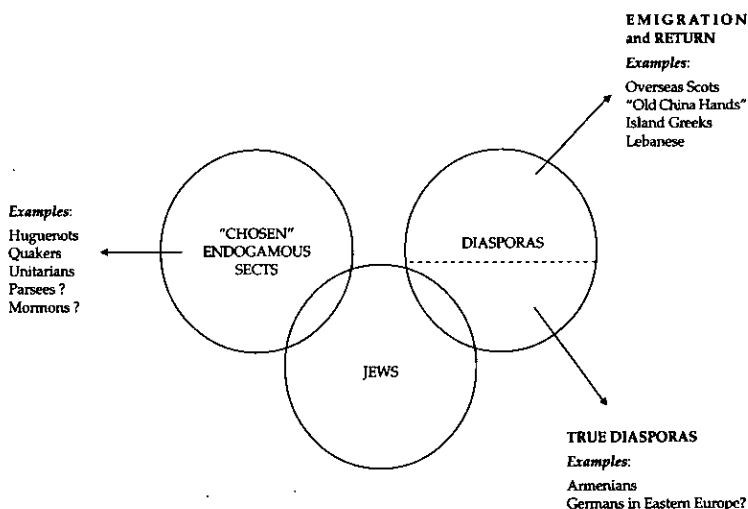 EMIGRATION
and RETURN
Examples:
Overseas Scots
"Old China Hands"
Island Greeks
Lebanese
Examples:
Huguenots
Quakers
Unitarians
Parsees ?
Mormons ?
"CHOSEN"
ENDOGAMOUS
SECTS
DIASPORAS
JEWS
TRUE DIASPORAS
Examples:
Armenians
Germans in Eastern Europe?